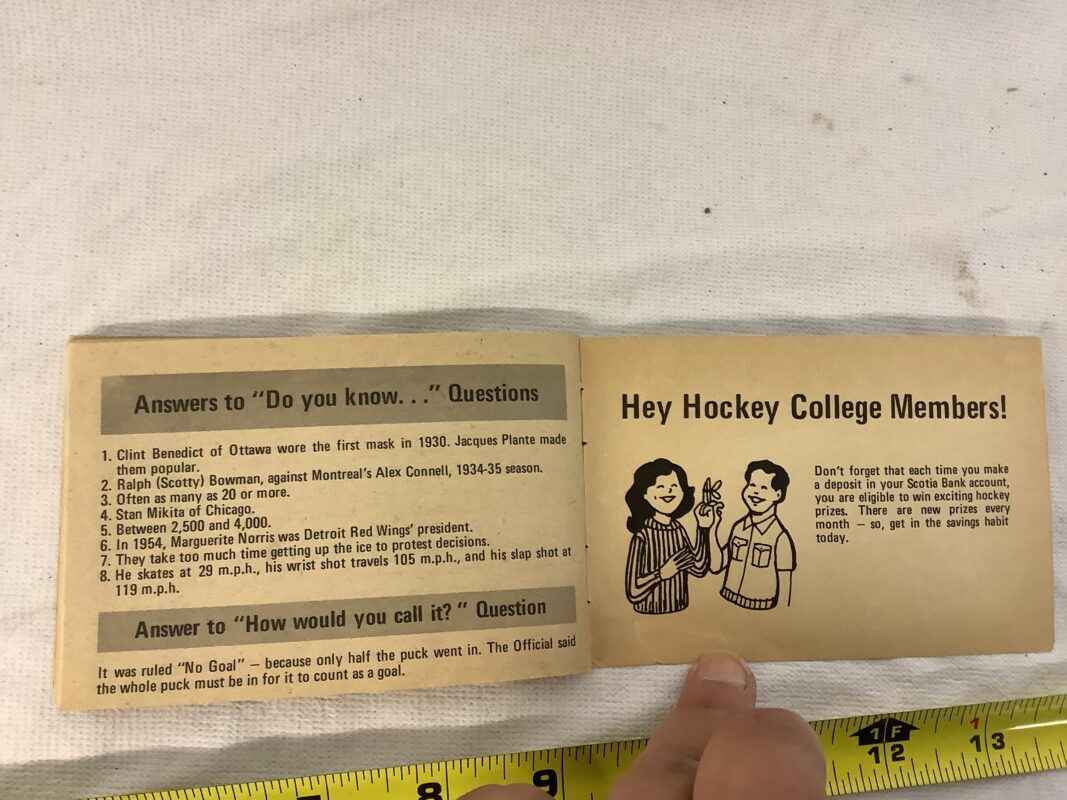 Answers to "Do you know. . ." Questions
1. Clint Benedict of Ottawa wore the first mask in 1930. Jacques Plante made
them popular.
2. Ralph (Scotty) Bowman, against Montreal's Alex Connell, 1934-35 season.
3. Often as many as 20 or more.
4. Stan Mikita of Chicago.
5. Between 2,500 and 4,000.
6. In 1954, Marguerite Norris was Detroit Red Wings' president.
7. They take too much time getting up the ice to protest decisions.
8. He skates at 29 m.p.h., his wrist shot travels 105 m.p.h., and his slap shot at
119 m.p.h.
Answer to "How would you call it? " Question
It was ruled "No Goal" – because only half the puck went in. The Official said
the whole puck must be in for it to count as a goal.
Hey Hockey College Members!
Don't forget that each time you make
a deposit in your Scotia Bank account,
you are eligible to win exciting hockey
prizes. There are new prizes every
month – so, get in the savings habit
today.
8 9 1F 12 1 13